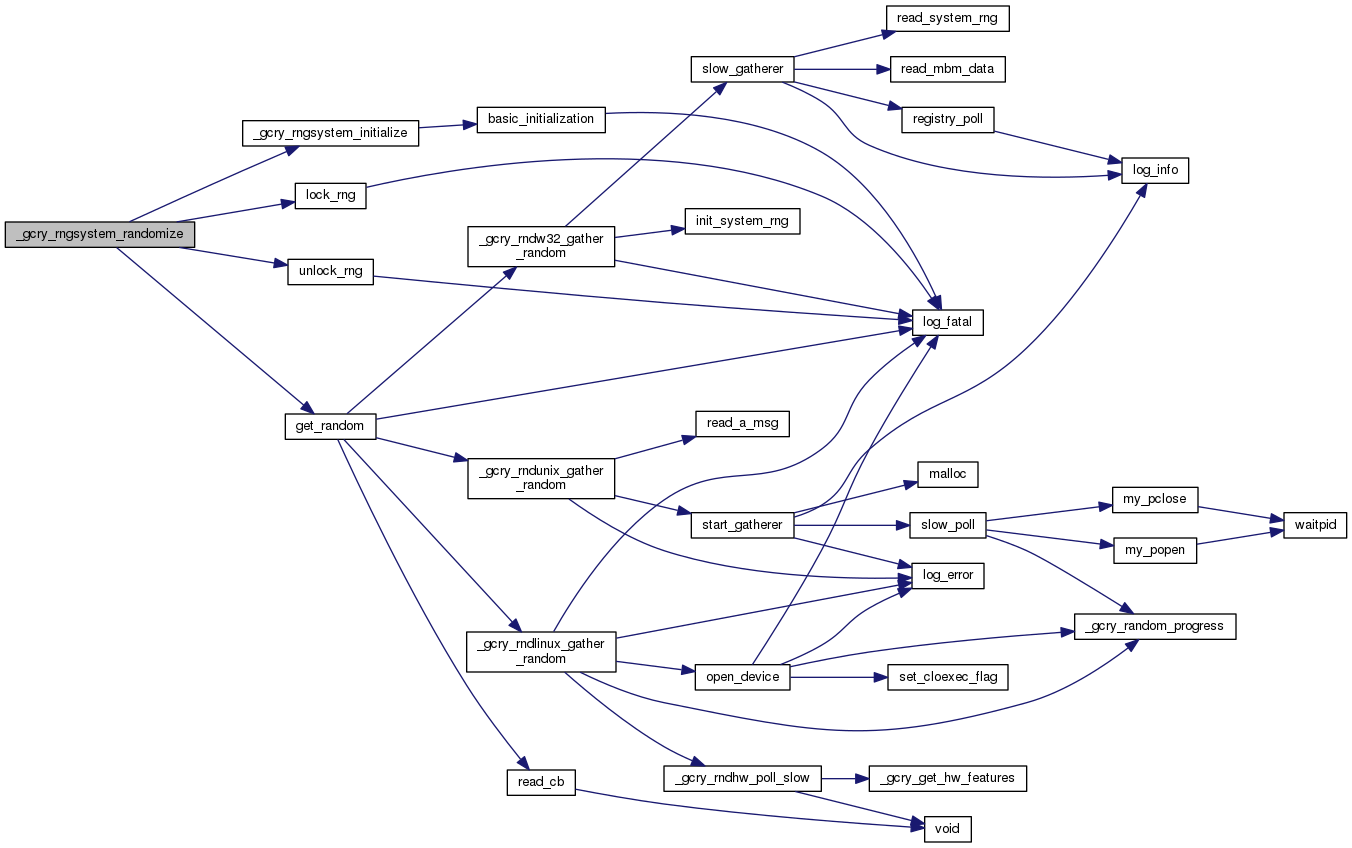 read_system_rng
slow_gatherer
read_mbm_data
registry_poll
basic_initialization
_gcry_rngsystem_initialize
log_info
lock_rng
_gcry_rngsystem_randomize
init_system_rng
_gcry_rndw32_gather
_random
unlock_rng
log_fatal
get_random
read_a_msg
_gcry_rndunix_gather
_random
malloc
start_gatherer
slow_poll
my_pclose
waitpid
my_popen
log_error
_gcry_random_progress
_gcry_rndlinux_gather
_random
open_device
set_cloexec_flag
read_cb
_gcry_rndhw_poll_slow
_gcry_get_hw_features
void